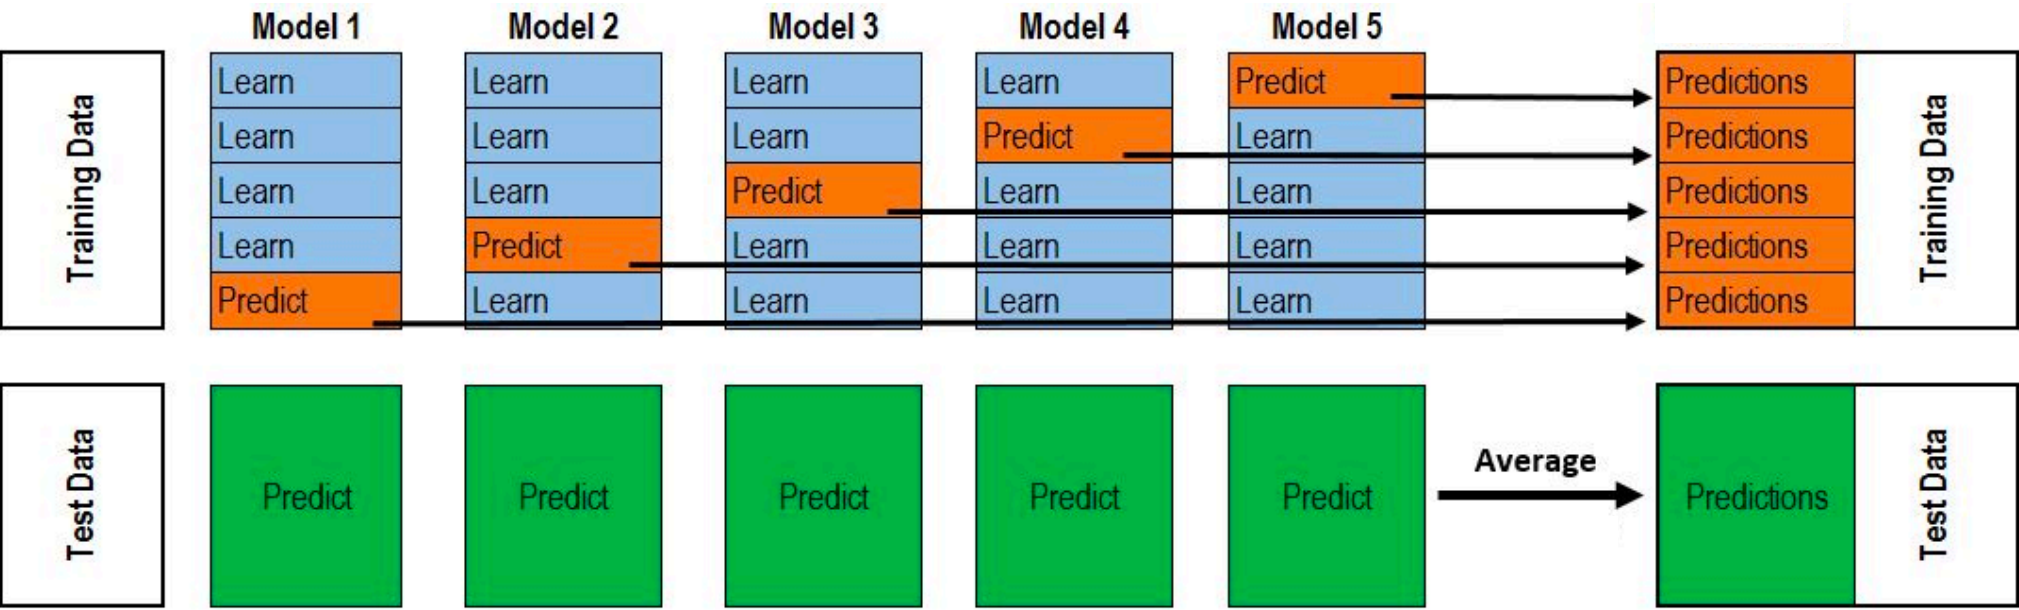 Model 1 Model 2 Model 3 Model 4 Model 5
Training Data
Learn Learn Learn Learn Predict Predictions
Learn Learn Learn Predict Learn Predictions
Learn Learn Predict Learn Learn Predictions
Learn Predict Learn Learn Learn Predictions
Predict Learn Learn Learn Learn Predictions
Training Data
Test Data
Predict Predict Predict Predict Predict
Average
Predictions
Test Data